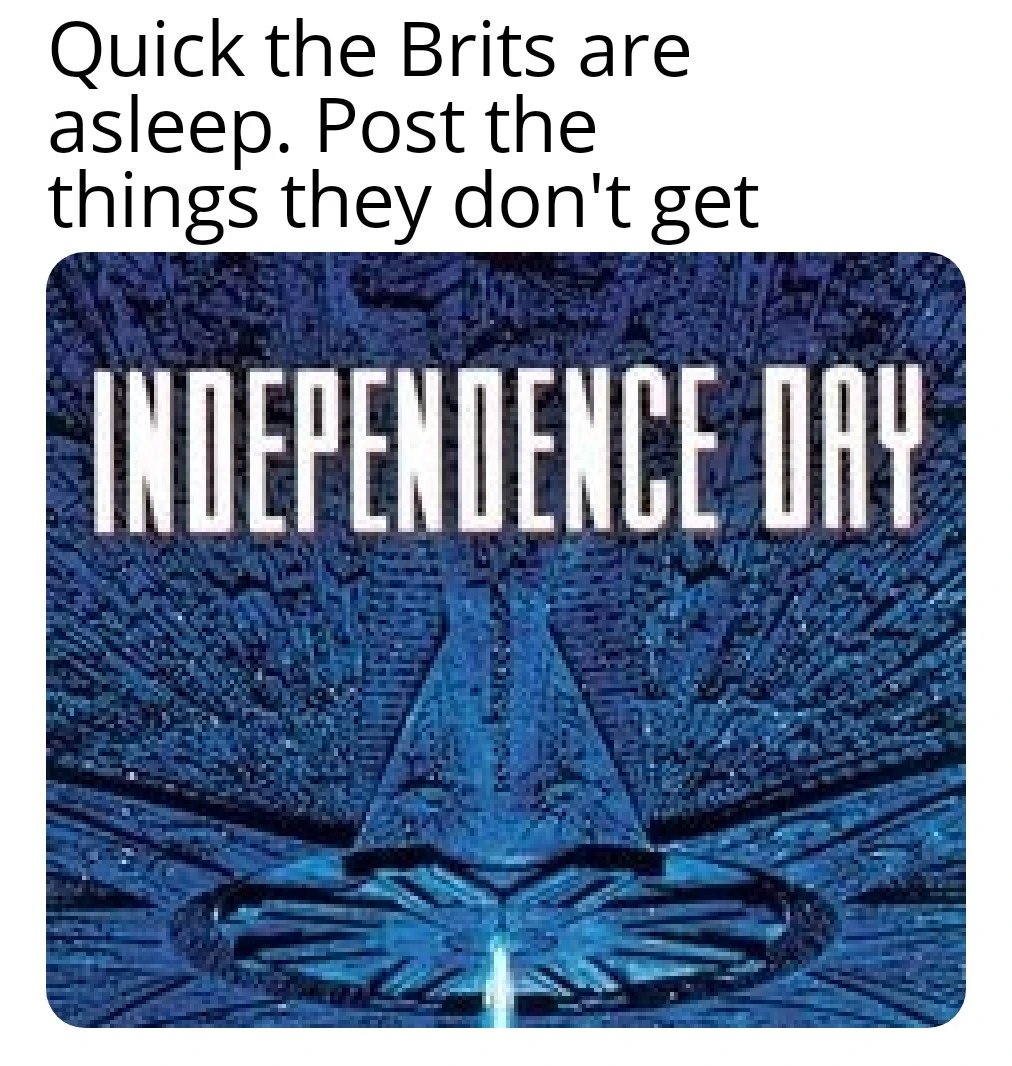 Quick the Brits are
asleep. Post the
things they don't get
INDEPENDENCE DAY